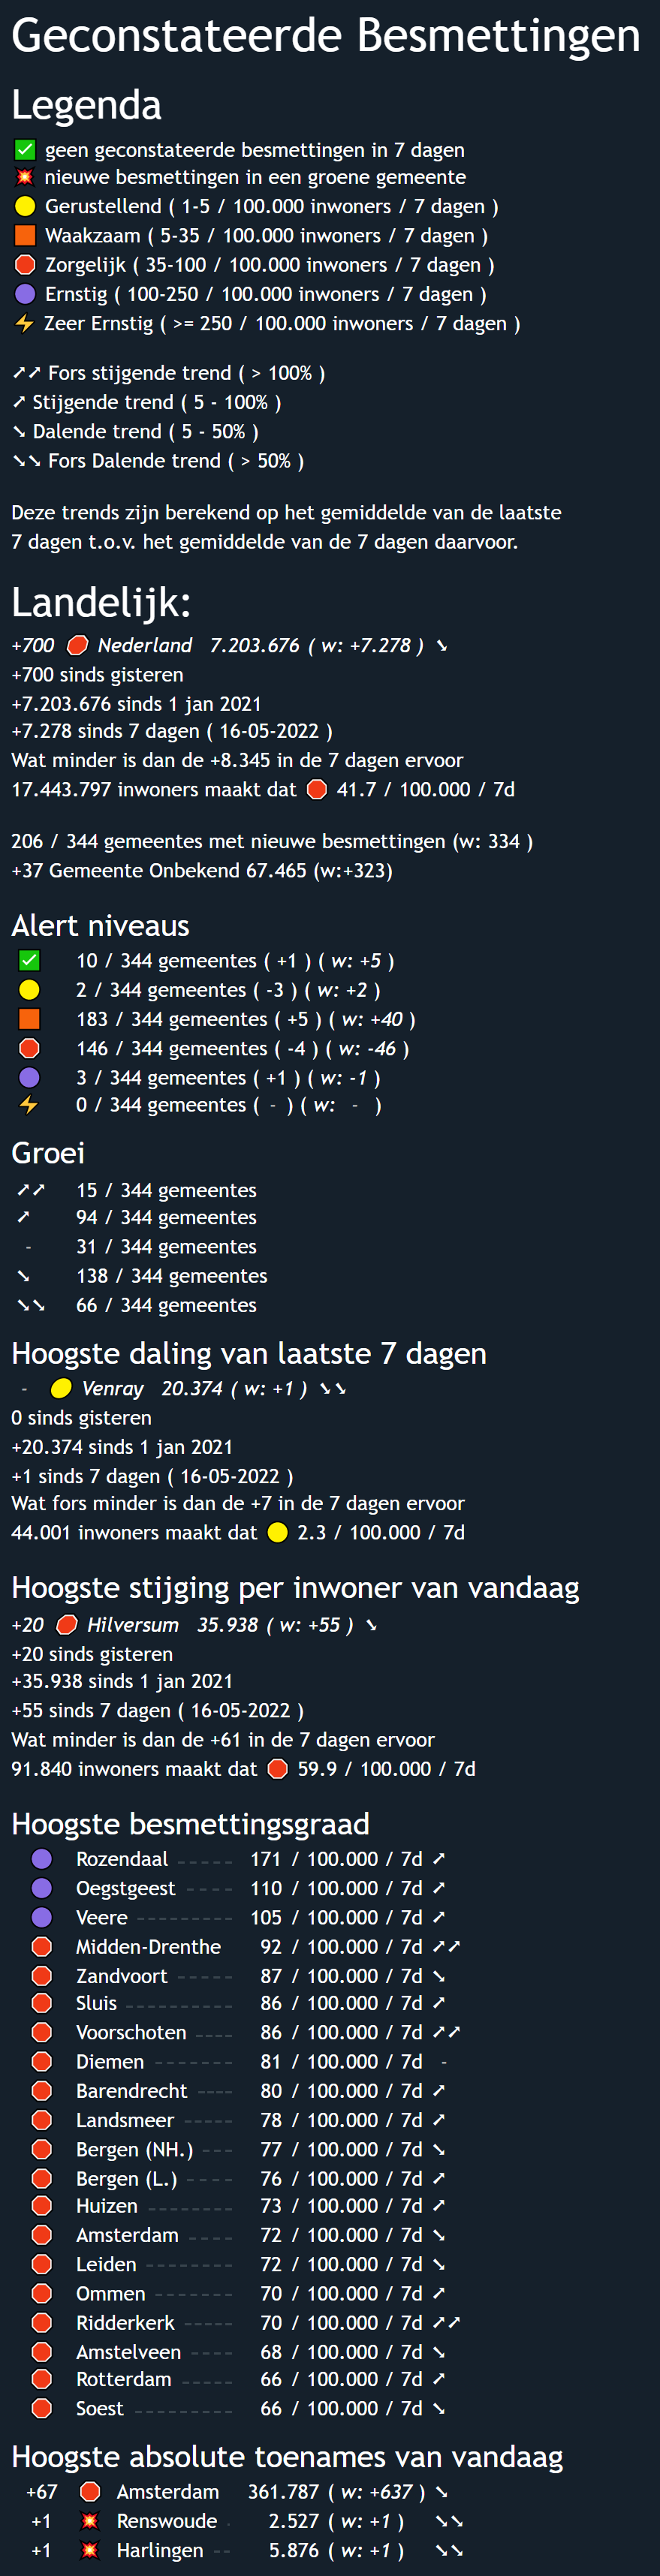 Geconstateerde Besmettingen
Legenda
✅ geen geconstateerde besmettingen in 7 dagen
💥 nieuwe besmettingen in een groene gemeente
🟡 Gerustellend ( 1-5 / 100.000 inwoners / 7 dagen )
🟧 Waakzaam ( 5-35 / 100.000 inwoners / 7 dagen )
🛑 Zorgelijk ( 35-100 / 100.000 inwoners / 7 dagen )
🟣 Ernstig ( 100-250 / 100.000 inwoners / 7 dagen )
⚡ Zeer Ernstig ( >= 250 / 100.000 inwoners / 7 dagen )
➚➚ Fors stijgende trend ( > 100% )
➚ Stijgende trend ( 5 - 100% )
➘ Dalende trend ( 5 - 50% )
➘➘ Fors Dalende trend ( > 50% )
Deze trends zijn berekend op het gemiddelde van de laatste
7 dagen t.o.v. het gemiddelde van de 7 dagen daarvoor.
Landelijk:
+700 🛑 Nederland 7.203.676 ( w: +7.278 ) ➘
+700 sinds gisteren
+7.203.676 sinds 1 jan 2021
+7.278 sinds 7 dagen ( 16-05-2022 )
Wat minder is dan de +8.345 in de 7 dagen ervoor
17.443.797 inwoners maakt dat 🛑 41.7 / 100.000 / 7d
206 / 344 gemeentes met nieuwe besmettingen (w: 334 )
+37 Gemeente Onbekend 67.465 (w:+323)
Alert niveaus
✅ 10 / 344 gemeentes ( +1 ) ( w: +5 )
🟡 2 / 344 gemeentes ( -3 ) ( w: +2 )
🟧 183 / 344 gemeentes ( +5 ) ( w: +40 )
🛑 146 / 344 gemeentes ( -4 ) ( w: -46 )
🟣 3 / 344 gemeentes ( +1 ) ( w: -1 )
⚡ 0 / 344 gemeentes ( - ) ( w: - )
Groei
➚➚ 15 / 344 gemeentes
➚ 94 / 344 gemeentes
- 31 / 344 gemeentes
➘ 138 / 344 gemeentes
➘➘ 66 / 344 gemeentes
Hoogste daling van laatste 7 dagen
- 🟡 Venray 20.374 ( w: +1 ) ➘➘
0 sinds gisteren
+20.374 sinds 1 jan 2021
+1 sinds 7 dagen ( 16-05-2022 )
Wat fors minder is dan de +7 in de 7 dagen ervoor
44.001 inwoners maakt dat 🟡 2.3 / 100.000 / 7d
Hoogste stijging per inwoner van vandaag
+20 🛑 Hilversum 35.938 ( w: +55 ) ➘
+20 sinds gisteren
+35.938 sinds 1 jan 2021
+55 sinds 7 dagen ( 16-05-2022 )
Wat minder is dan de +61 in de 7 dagen ervoor
91.840 inwoners maakt dat 🛑 59.9 / 100.000 / 7d
Hoogste besmettingsgraad
🟣 Rozendaal ----- 171 / 100.000 / 7d ➚
🟣 Oegstgeest ---- 110 / 100.000 / 7d ➚
🟣 Veere --------- 105 / 100.000 / 7d ➚
🛑 Midden-Drenthe 92 / 100.000 / 7d ➚➚
🛑 Zandvoort ----- 87 / 100.000 / 7d ➘
🛑 Sluis ---------- 86 / 100.000 / 7d ➚
🛑 Voorschoten ---- 86 / 100.000 / 7d ➚➚
🛑 Diemen ------- 81 / 100.000 / 7d -
🛑 Barendrecht ---- 80 / 100.000 / 7d ➚
🛑 Landsmeer ----- 78 / 100.000 / 7d ➚
🛑 Bergen (NH.) --- 77 / 100.000 / 7d ➘
🛑 Bergen (L.) ---- 76 / 100.000 / 7d ➚
🛑 Huizen -------- 73 / 100.000 / 7d ➚
🛑 Amsterdam ---- 72 / 100.000 / 7d ➘
🛑 Leiden -------- 72 / 100.000 / 7d ➘
🛑 Ommen ------- 70 / 100.000 / 7d ➚
🛑 Ridderkerk ----- 70 / 100.000 / 7d ➚➚
🛑 Amstelveen ---- 68 / 100.000 / 7d ➘
🛑 Rotterdam ----- 66 / 100.000 / 7d ➚
🛑 Soest --------- 66 / 100.000 / 7d ➘
Hoogste absolute toenames van vandaag
+67 🛑 Amsterdam 361.787 ( w: +637 ) ➘
+1 💥 Renswoude - 2.527 ( w: +1 ) ➘➘
+1 💥 Harlingen -- 5.876 ( w: +1 ) ➘➘